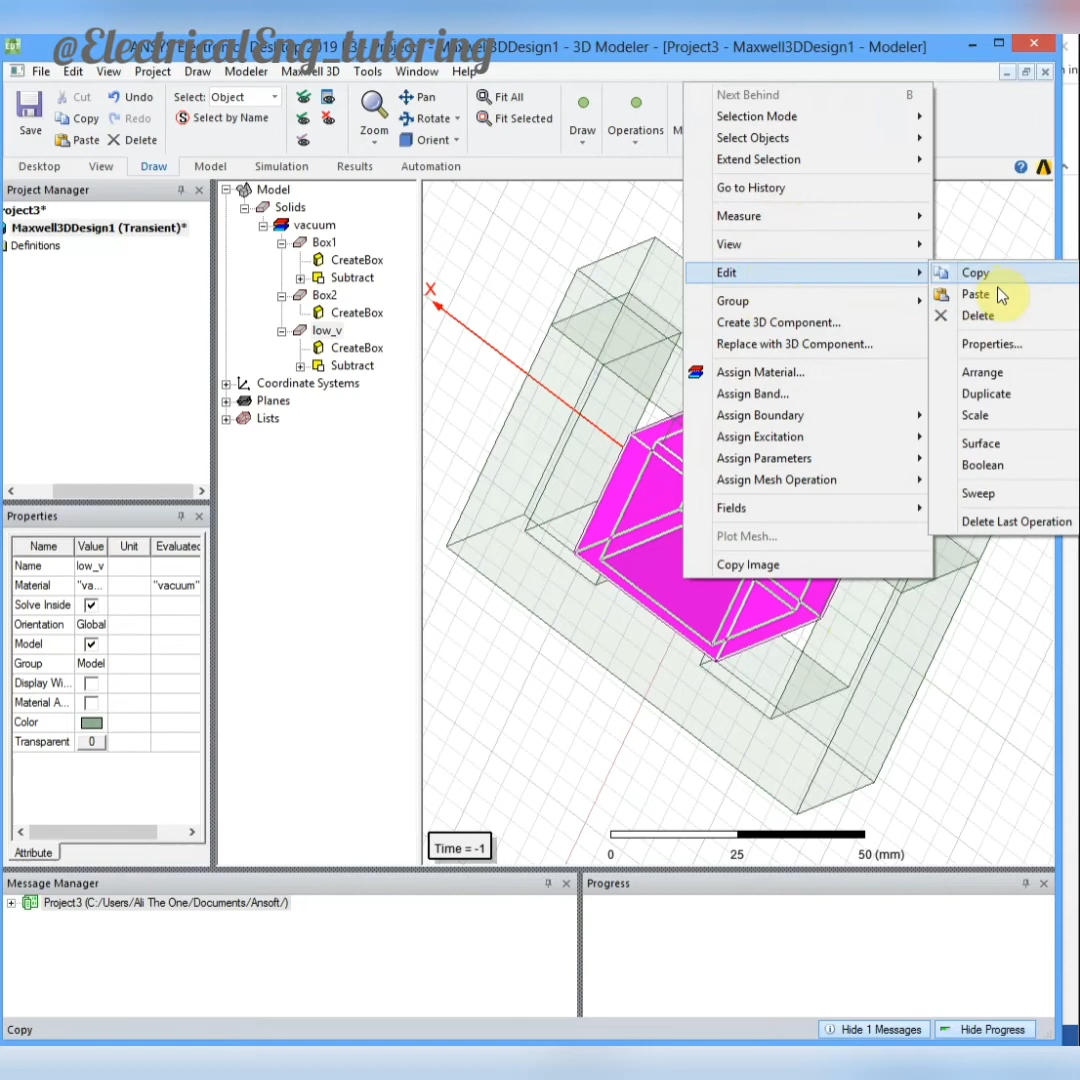 @ElectricalEng_tutoring
ANSYS Electronic Desktop 2019 - Project3 - Maxwell3DDesign1 - 3D Modeler - [Project3 - Maxwell3DDesign1 - Modeler]
File Edit View Project Draw Modeler Maxwell 3D Tools Window Help
Save
Cut
Copy
Paste
Undo
Redo
Delete
Select: Object
Select by Name
Zoom
Pan
Rotate
Orient
Fit All
Fit Selected
Draw
Operations
Desktop View Draw Model Simulation Results Automation
Project Manager
roject3*
Maxwell3DDesign1 (Transient)*
Definitions
Model
Solids
vacuum
Box1
CreateBox
Subtract
Box2
CreateBox
low_v
CreateBox
Subtract
Coordinate Systems
Planes
Lists
Properties
Name Value Unit Evaluated
Name low_v
Material "va... "vacuum"
Solve Inside
Orientation Global
Model
Group Model
Display Wi...
Material A...
Color
Transparent 0
Attribute
X
Next Behind B
Selection Mode
Select Objects
Extend Selection
Go to History
Measure
View
Edit
Group
Create 3D Component...
Replace with 3D Component...
Assign Material...
Assign Band...
Assign Boundary
Assign Excitation
Assign Parameters
Assign Mesh Operation
Fields
Plot Mesh...
Copy Image
Copy
Paste
Delete
Properties...
Arrange
Duplicate
Scale
Surface
Boolean
Sweep
Delete Last Operation
Time = -1
0 25 50 (mm)
Message Manager
Project3 (C:/Users/Ali The One/Documents/Ansoft/)
Progress
Copy
Hide 1 Messages
Hide Progress